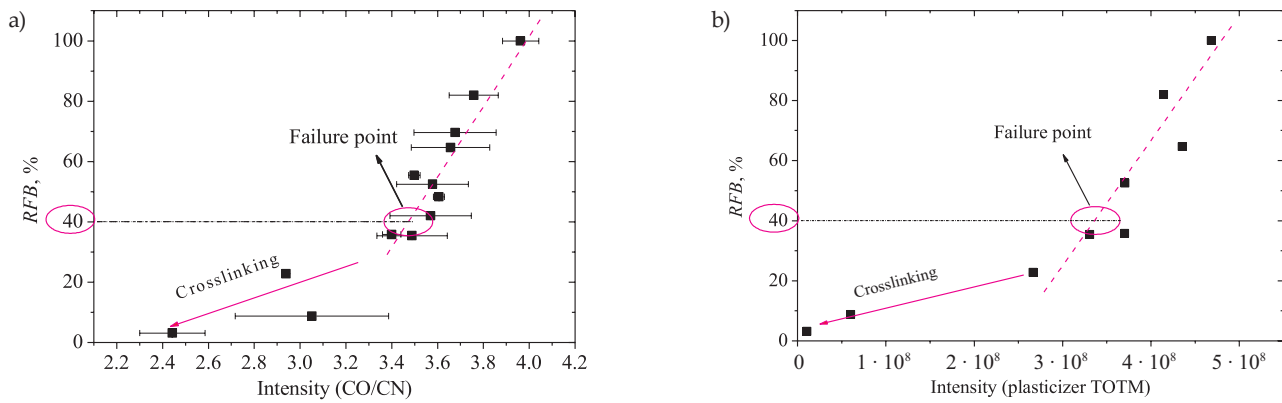 a)
RFB, %
100
80
60
40
20
0
Failure point
Crosslinking
2.2 2.4 2.6 2.8 3.0 3.2 3.4 3.6 3.8 4.0 4.2
Intensity (CO/CN)
b)
RFB, %
100
80
60
40
20
0
Failure point
Crosslinking
0 1 · 10⁸ 2 · 10⁸ 3 · 10⁸ 4 · 10⁸ 5 · 10⁸
Intensity (plasticizer TOTM)